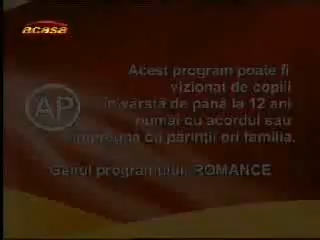 acasa
Acest program poate fi
vizionat de copiii
AP
în vârstă de până la 12 ani
numai cu acordul sau
împreună cu părinţii ori familia.
Genul programului: ROMANCE